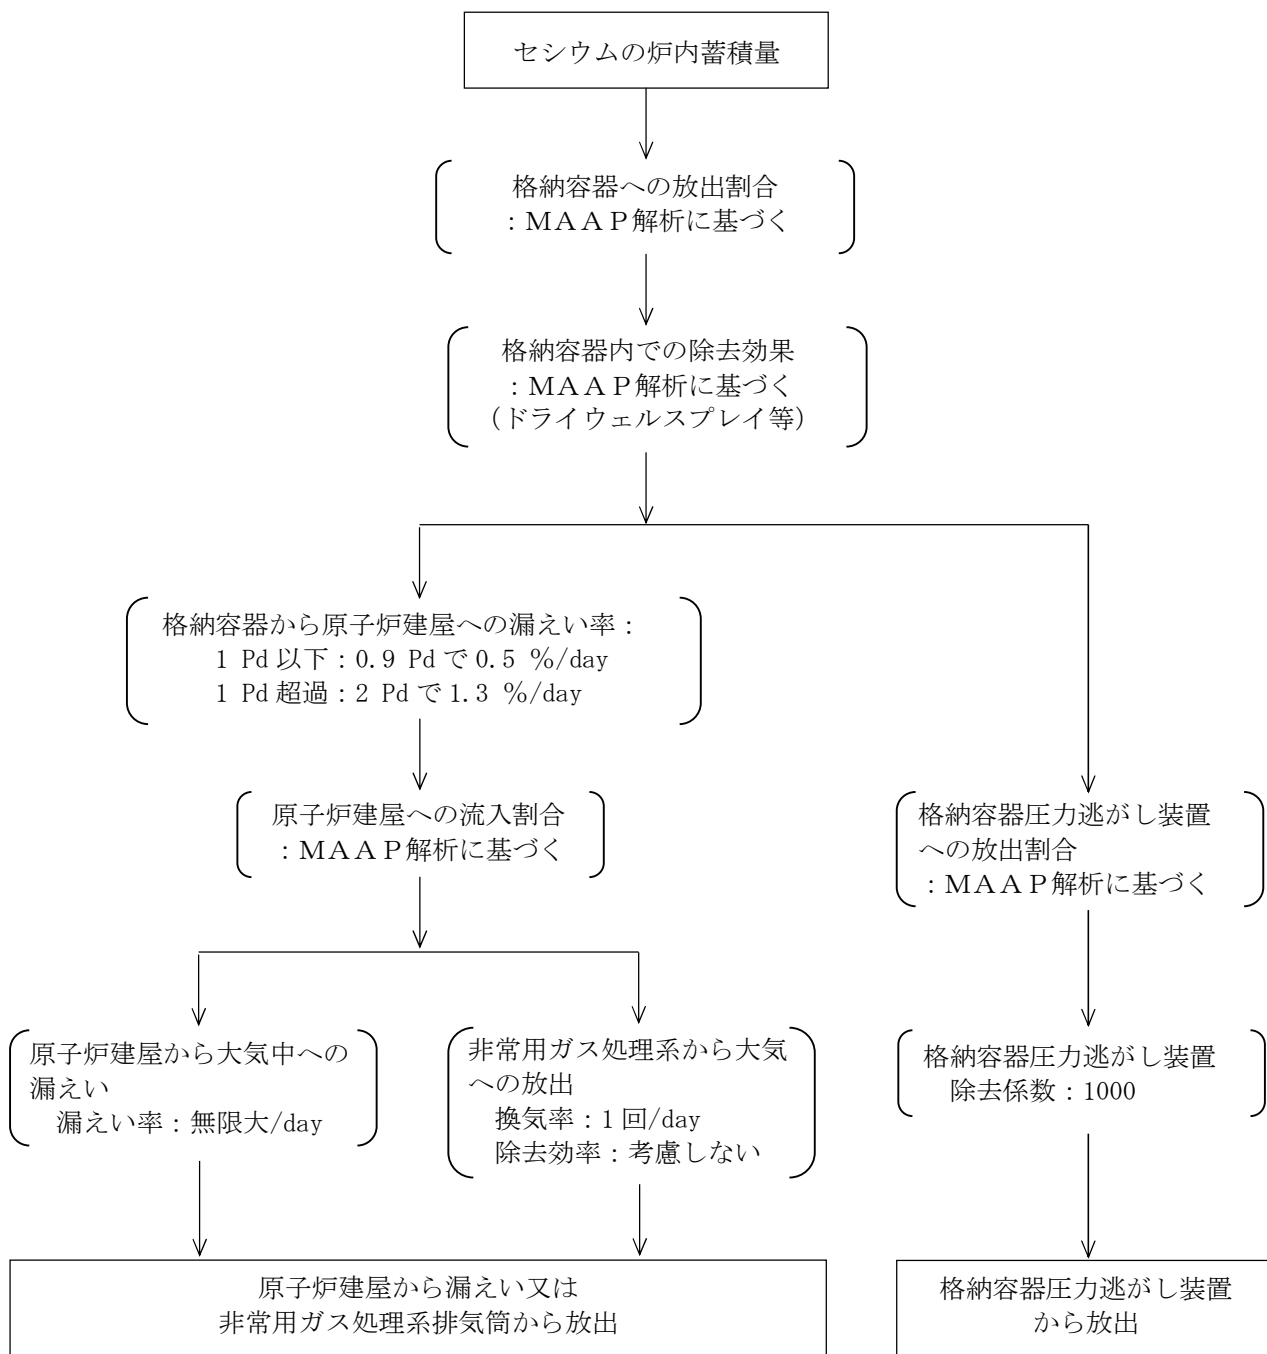 セシウムの炉内蓄積量
格納容器への放出割合
：ＭＡＡＰ解析に基づく
格納容器内での除去効果
：ＭＡＡＰ解析に基づく
（ドライウェルスプレイ等）
格納容器から原子炉建屋への漏えい率：
1 Pd 以下：0.9 Pd で 0.5 %/day
1 Pd 超過：2 Pd で 1.3 %/day
原子炉建屋への流入割合
：ＭＡＡＰ解析に基づく
格納容器圧力逃がし装置
への放出割合
：ＭＡＡＰ解析に基づく
原子炉建屋から大気中への
漏えい
漏えい率：無限大/day
非常用ガス処理系から大気
への放出
換気率：1 回/day
除去効率：考慮しない
格納容器圧力逃がし装置
除去係数：1000
原子炉建屋から漏えい又は
非常用ガス処理系排気筒から放出
格納容器圧力逃がし装置
から放出